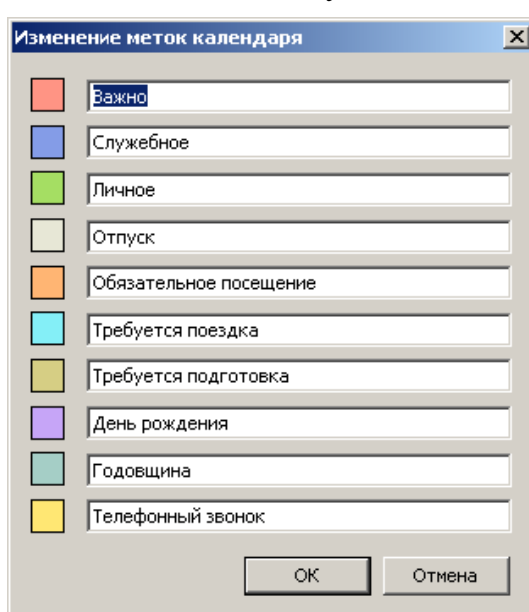 Изменение меток календаря
Важно
Служебное
Личное
Отпуск
Обязательное посещение
Требуется поездка
Требуется подготовка
День рождения
Годовщина
Телефонный звонок
ОК Отмена